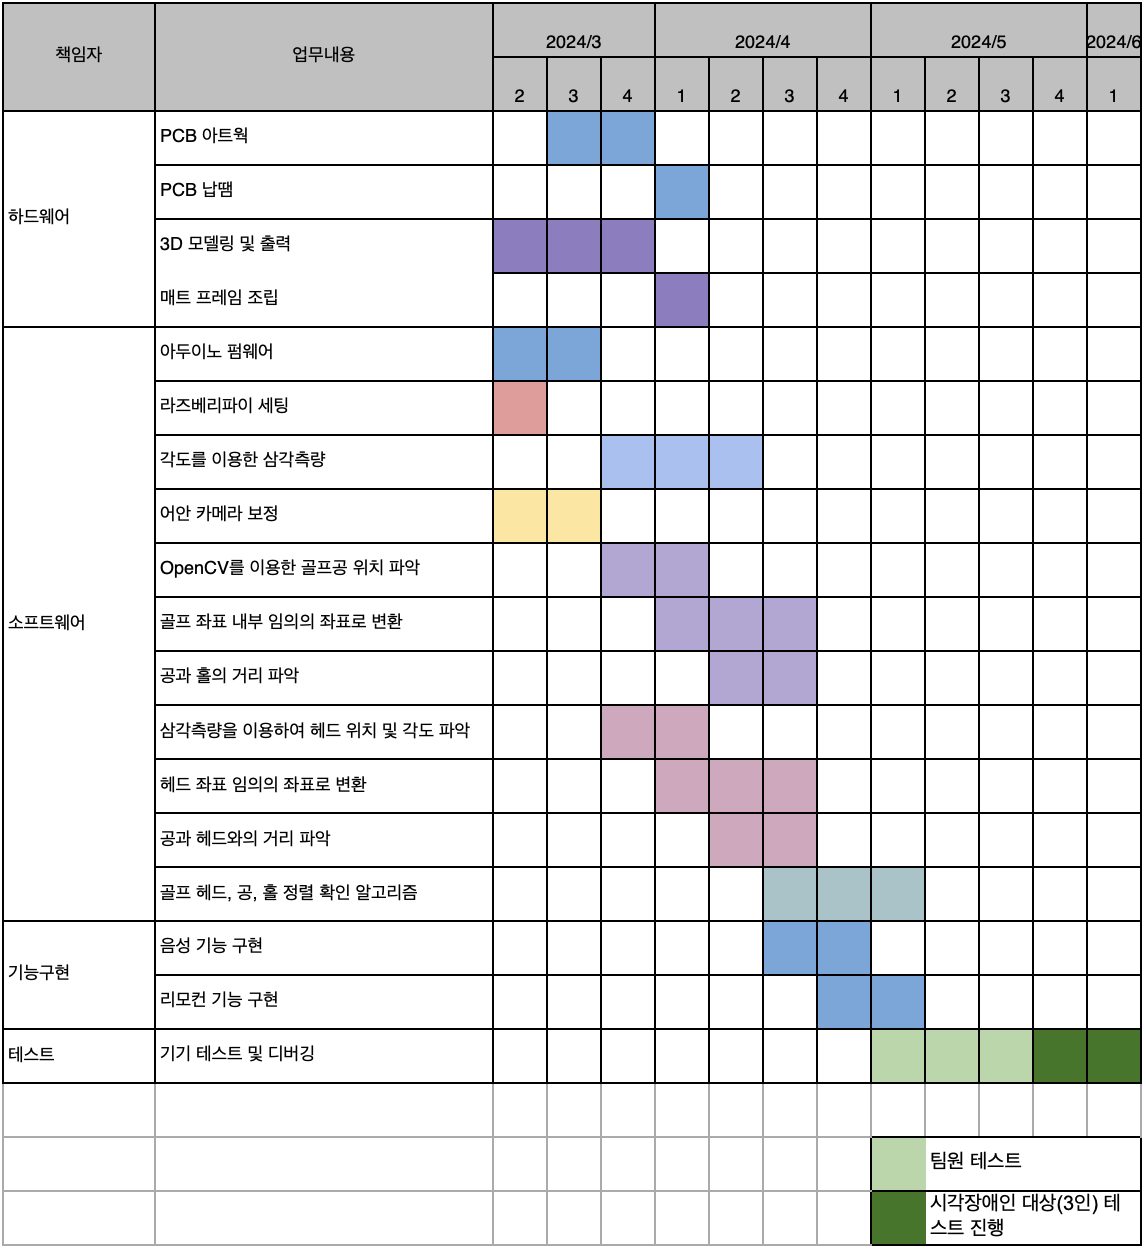 책임자 업무내용 2024/3 2024/4 2024/5 2024/6
2 3 4 1 2 3 4 1 2 3 4 1
하드웨어
PCB 아트웍
PCB 납땜
3D 모델링 및 출력
매트 프레임 조립
소프트웨어
아두이노 펌웨어
라즈베리파이 세팅
각도를 이용한 삼각측량
어안 카메라 보정
OpenCV를 이용한 골프공 위치 파악
골프 좌표 내부 임의의 좌표로 변환
공과 홀의 거리 파악
삼각측량을 이용하여 헤드 위치 및 각도 파악
헤드 좌표 임의의 좌표로 변환
공과 헤드와의 거리 파악
골프 헤드, 공, 홀 정렬 확인 알고리즘
기능구현
음성 기능 구현
리모컨 기능 구현
테스트
기기 테스트 및 디버깅
팀원 테스트
시각장애인 대상(3인) 테
스트 진행